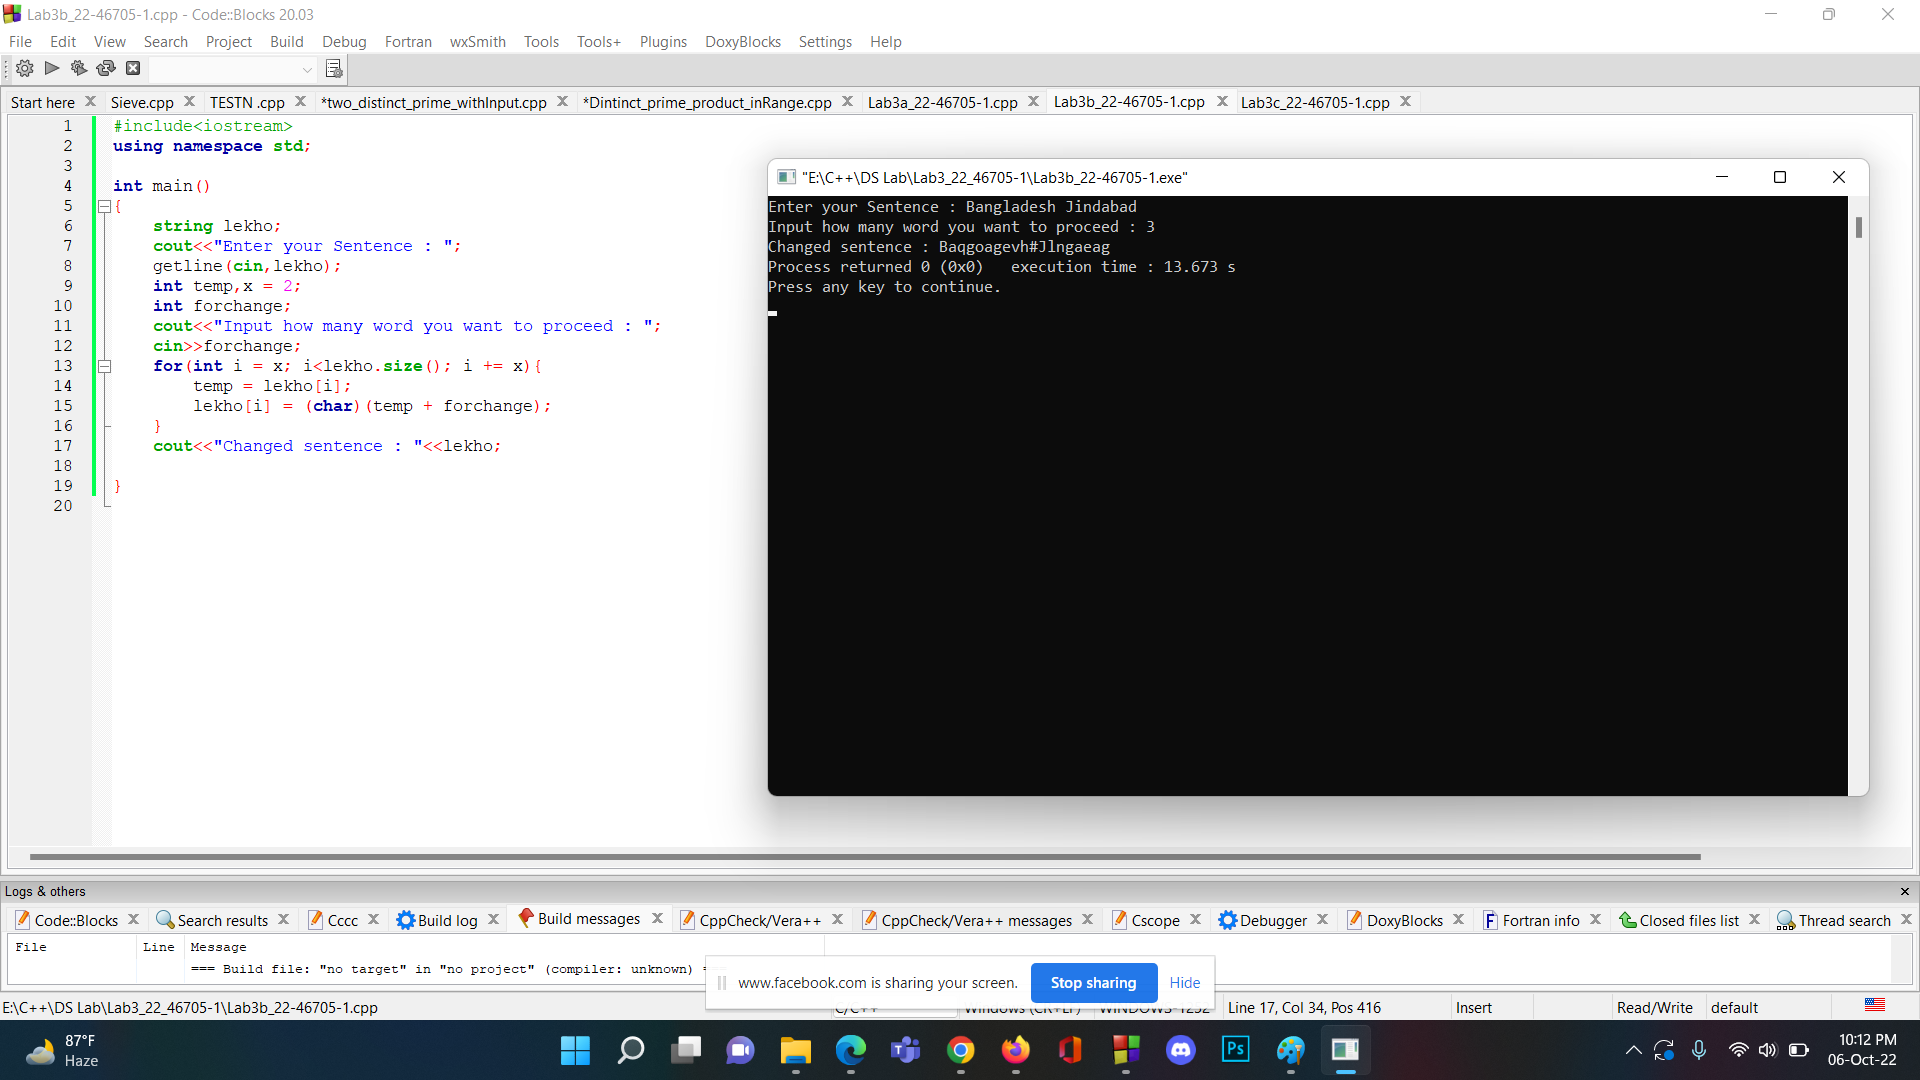 Lab3b_22-46705-1.cpp - Code::Blocks 20.03
File Edit View Search Project Build Debug Fortran wxSmith Tools Tools+ Plugins DoxyBlocks Settings Help
Start here Sieve.cpp TESTN .cpp *two_distinct_prime_withInput.cpp *Dintinct_prime_product_inRange.cpp Lab3a_22-46705-1.cpp Lab3b_22-46705-1.cpp Lab3c_22-46705-1.cpp
1 #include<iostream>
2 using namespace std;
3
4 int main()
5 {
6 string lekho;
7 cout<<"Enter your Sentence : ";
8 getline(cin,lekho);
9 int temp,x = 2;
10 int forchange;
11 cout<<"Input how many word you want to proceed : ";
12 cin>>forchange;
13 for(int i = x; i<lekho.size(); i += x){
14 temp = lekho[i];
15 lekho[i] = (char)(temp + forchange);
16 }
17 cout<<"Changed sentence : "<<lekho;
18
19 }
20
"E:\C++\DS Lab\Lab3_22_46705-1\Lab3b_22-46705-1.exe"
Enter your Sentence : Bangladesh Jindabad
Input how many word you want to proceed : 3
Changed sentence : Baqgoagevh#Jlngaeag
Process returned 0 (0x0) execution time : 13.673 s
Press any key to continue.
Logs & others
Code::Blocks Search results Cccc Build log Build messages CppCheck/Vera++ CppCheck/Vera++ messages Cscope Debugger DoxyBlocks Fortran info Closed files list Thread search
File Line Message
=== Build file: "no target" in "no project" (compiler: unknown)
www.facebook.com is sharing your screen. Stop sharing Hide
E:\C++\DS Lab\Lab3_22_46705-1\Lab3b_22-46705-1.cpp C/C++ Windows (CR+LF) WINDOWS-1252 Line 17, Col 34, Pos 416 Insert Read/Write default
87°F
Haze
Ps
10:12 PM
06-Oct-22